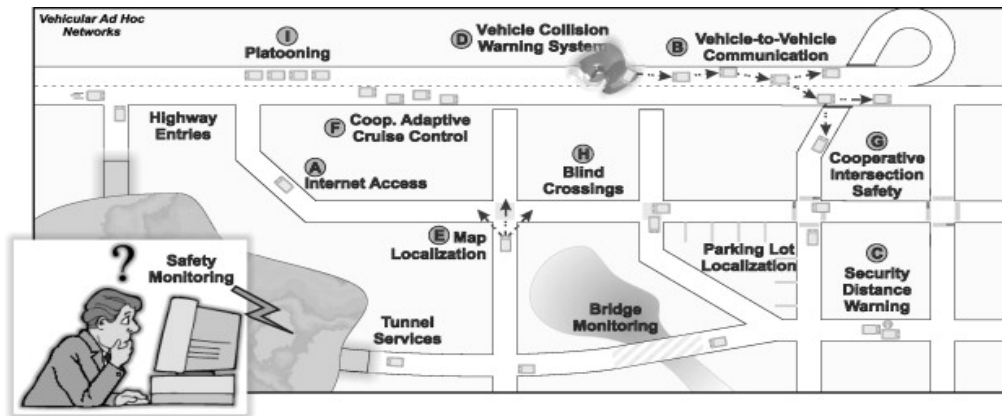 Vehicular Ad Hoc
Networks
I
Platooning
D
Vehicle Collision
Warning System
B
Vehicle-to-Vehicle
Communication
Highway
Entries
F
Coop. Adaptive
Cruise Control
A
Internet Access
H
Blind
Crossings
G
Cooperative
Intersection
Safety
E Map
Localization
Parking Lot
Localization
C
Security
Distance
Warning
?
Safety
Monitoring
Tunnel
Services
Bridge
Monitoring